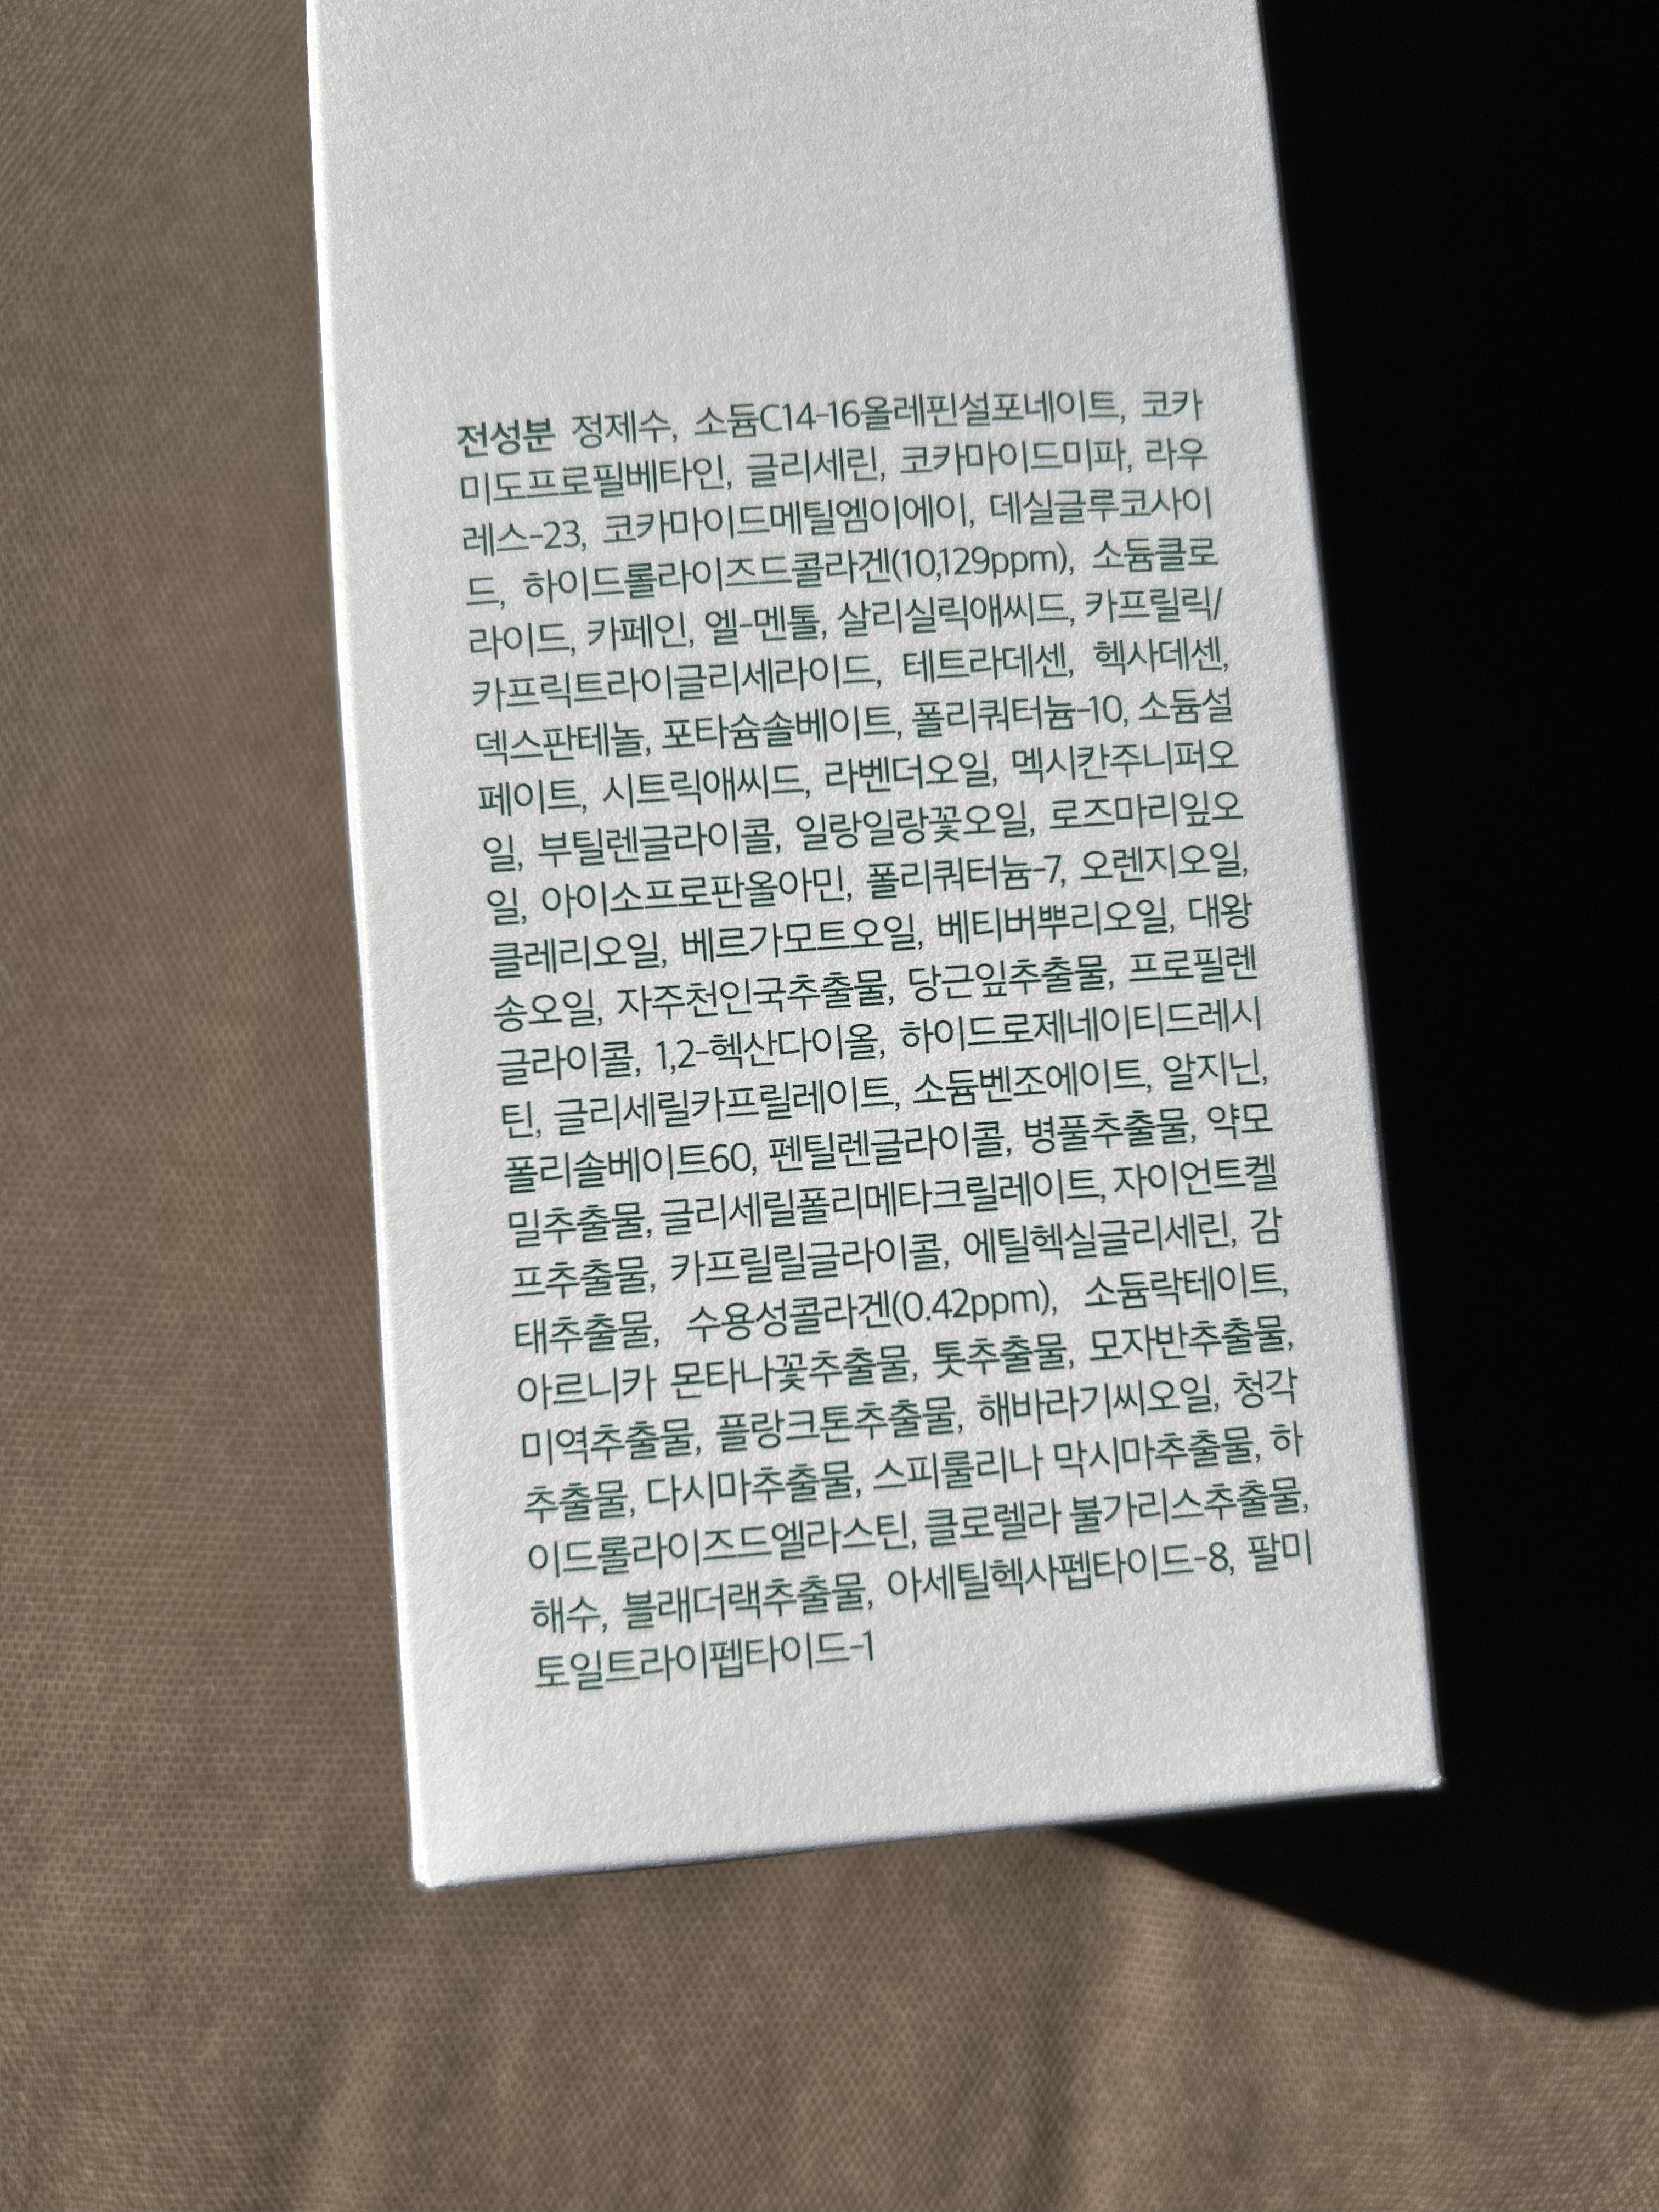 전성분 정제수, 소듐C14-16올레핀설포네이트, 코카
미도프로필베타인, 글리세린, 코카마이드미파, 라우
레스-23, 코카마이드메틸엠이에이, 데실글루코사이
드, 하이드롤라이즈드콜라겐(10,129ppm), 소듐클로
라이드, 카페인, 엘-멘톨, 살리실릭애씨드, 카프릴릭/
카프릭트라이글리세라이드, 테트라데센, 헥사데센,
덱스판테놀, 포타슘솔베이트, 폴리쿼터늄-10, 소듐설
페이트, 시트릭애씨드, 라벤더오일, 멕시칸주니퍼오
일, 부틸렌글라이콜, 일랑일랑꽃오일, 로즈마리잎오
일, 아이소프로판올아민, 폴리쿼터늄-7, 오렌지오일,
클레리오일, 베르가모트오일, 베티버뿌리오일, 대왕
송오일, 자주천인국추출물, 당근잎추출물, 프로필렌
글라이콜, 1,2-헥산다이올, 하이드로제네이티드레시
틴, 글리세릴카프릴레이트, 소듐벤조에이트, 알지닌,
폴리솔베이트60, 펜틸렌글라이콜, 병풀추출물, 약모
밀추출물, 글리세릴폴리메타크릴레이트, 자이언트켈
프추출물, 카프릴릴글라이콜, 에틸헥실글리세린, 감
태추출물, 수용성콜라겐(0.42ppm), 소듐락테이트,
아르니카 몬타나꽃추출물, 톳추출물, 모자반추출물,
미역추출물, 플랑크톤추출물, 해바라기씨오일, 청각
추출물, 다시마추출물, 스피룰리나 막시마추출물, 하
이드롤라이즈드엘라스틴, 클로렐라 불가리스추출물,
해수, 블래더랙추출물, 아세틸헥사펩타이드-8, 팔미
토일트라이펩타이드-1